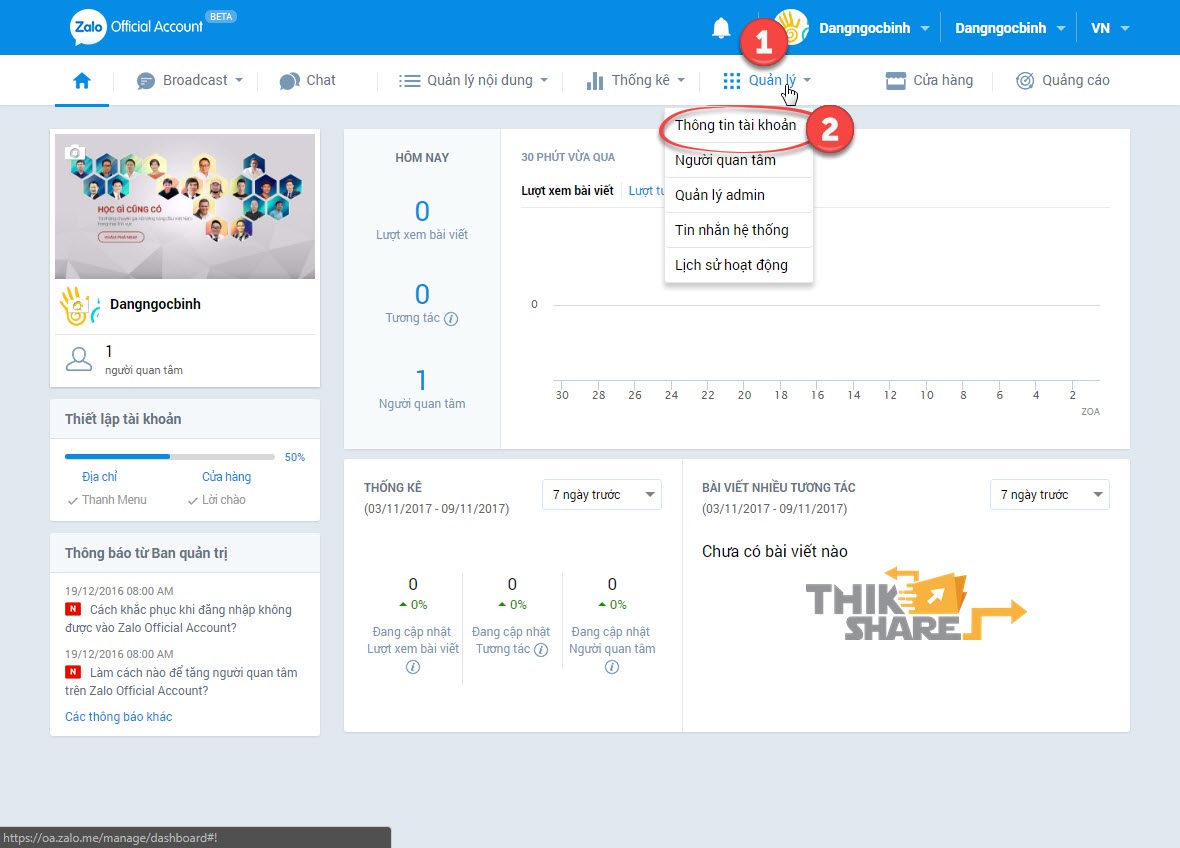 Zalo Official Account BETA
Dangngocbinh
Dangngocbinh
VN
1
Broadcast
Chat
Quản lý nội dung
Thống kê
Quản lý
Cửa hàng
Quảng cáo
Thông tin tài khoản
2
Người quan tâm
Quản lý admin
Tin nhắn hệ thống
Lịch sử hoạt động
HỌC GÌ CŨNG CÓ
Dangngocbinh
1
người quan tâm
Thiết lập tài khoản
50%
Địa chỉ
Cửa hàng
Thanh Menu
Lời chào
Thông báo từ Ban quản trị
19/12/2016 08:00 AM
N Cách khắc phục khi đăng nhập không
được vào Zalo Official Account?
19/12/2016 08:00 AM
N Làm cách nào để tăng người quan tâm
trên Zalo Official Account?
Các thông báo khác
HÔM NAY
0
Lượt xem bài viết
0
Tương tác i
1
Người quan tâm
30 PHÚT VỪA QUA
Lượt xem bài viết
Lượt tư
0
30 28 26 24 22 20 18 16 14 12 10 8 6 4 2
ZOA
THỐNG KÊ
(03/11/2017 - 09/11/2017)
7 ngày trước
0 0 0
0% 0% 0%
Đang cập nhật Đang cập nhật Đang cập nhật
Lượt xem bài viết Tương tác i Người quan tâm
i i
BÀI VIẾT NHIỀU TƯƠNG TÁC
(03/11/2017 - 09/11/2017)
7 ngày trước
Chưa có bài viết nào
THIK
SHARE
https://oa.zalo.me/manage/dashboard#!